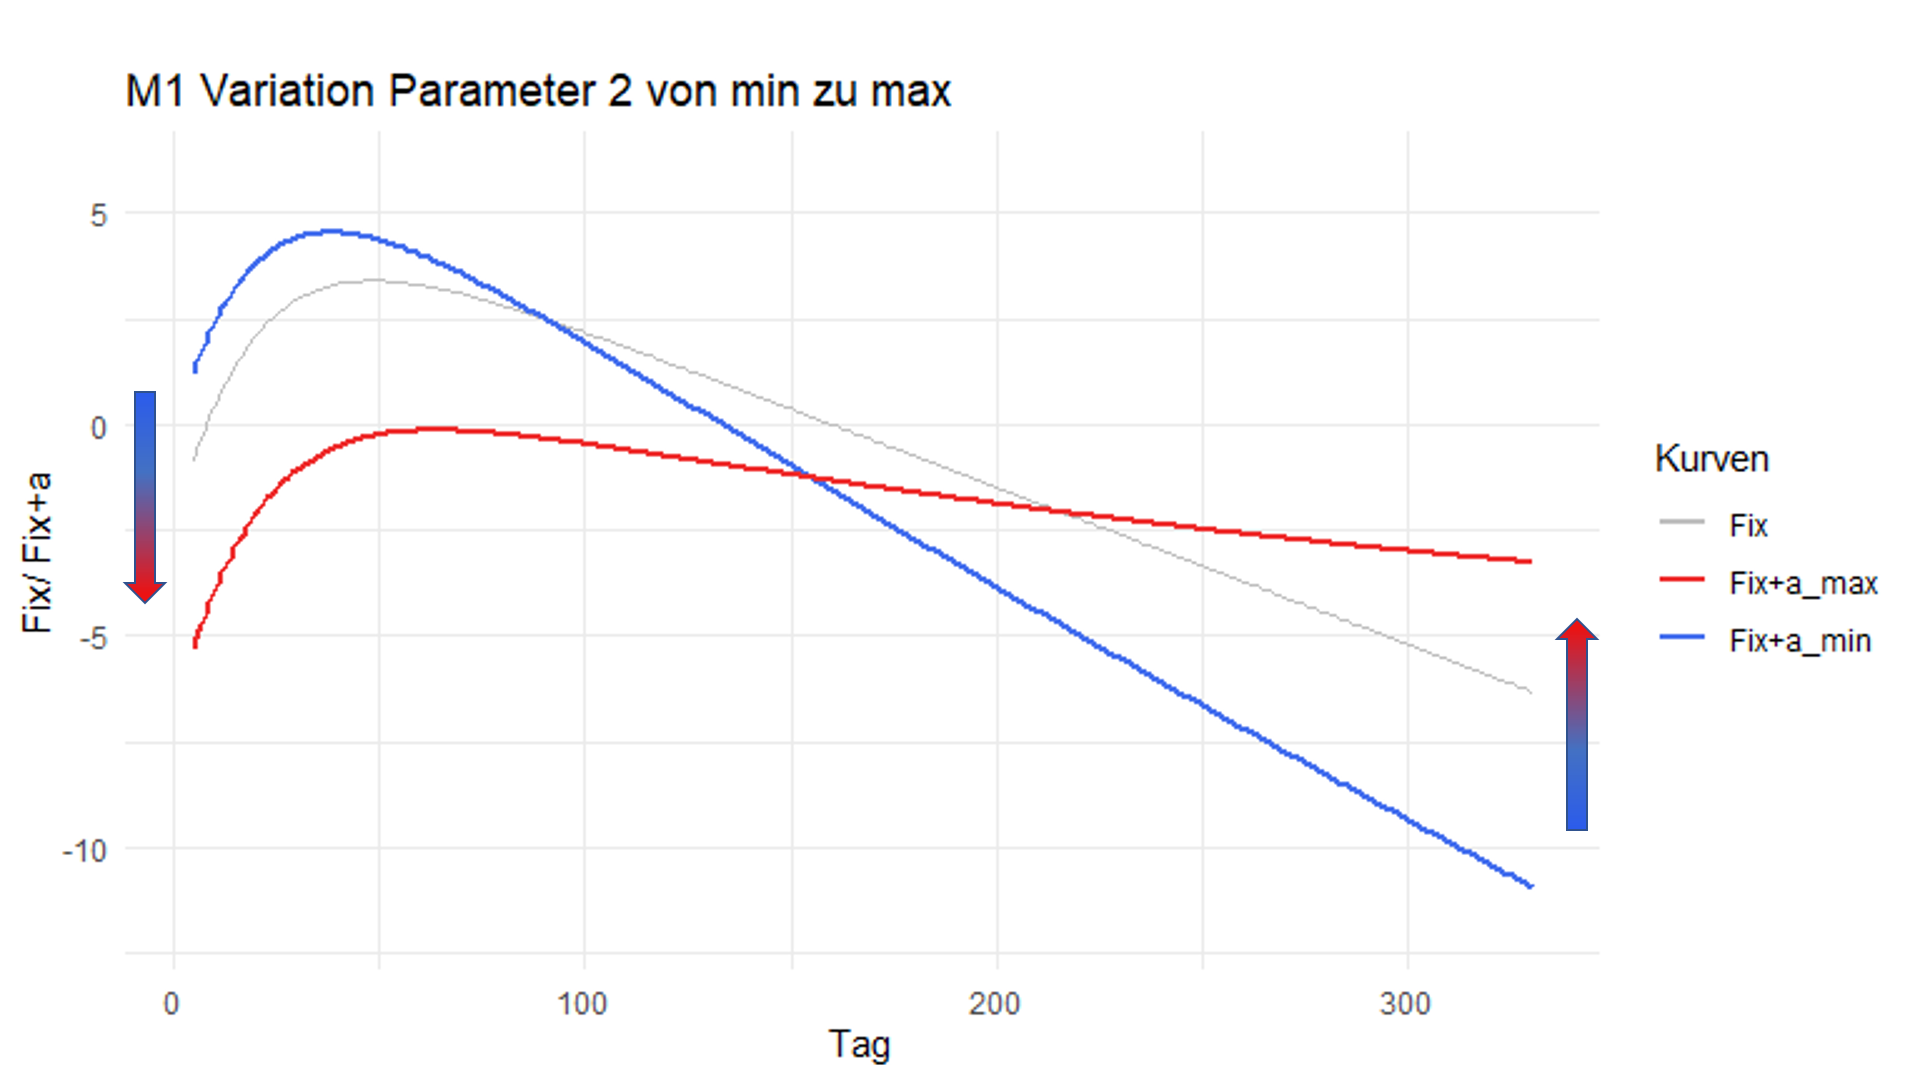 M1 Variation Parameter 2 von min zu max
5
0
-5
-10
Fix/ Fix+a
0
100
200
300
Tag
Kurven
Fix
Fix+a_max
Fix+a_min